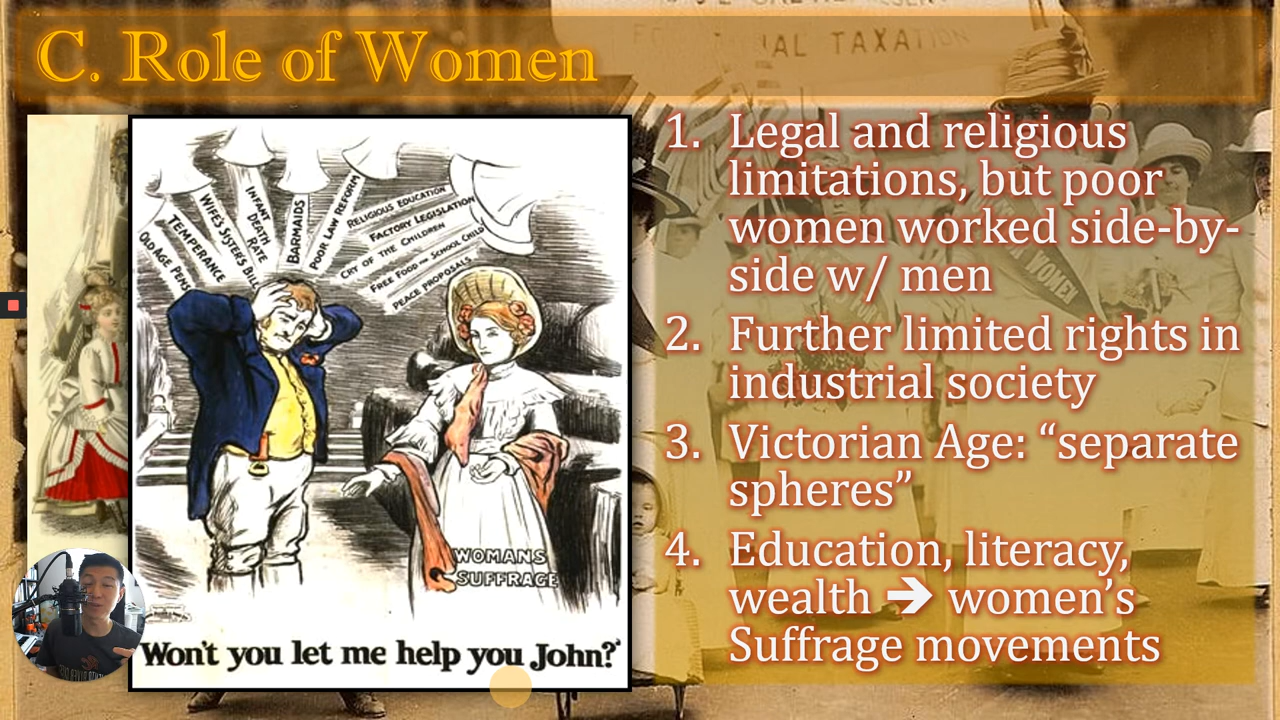 C. Role of Women
TAXATION
OLD AGE PENS
TEMPERANCE
WIFE'S SISTER'S BILL
INFANT
DEATH
RATE
BARMAIDS
POOR LAW REFORM
RELIGIOUS EDUCATION
FACTORY LEGISLATION
CRY OF THE CHILDREN
FREE FOOD FOR SCHOOL CHILD
PEACE PROPOSALS
WOMANS
SUFFRAGE
Won't you let me help you John?
1. Legal and religious
limitations, but poor
women worked side-by-
side w/ men
2. Further limited rights in
industrial society
3. Victorian Age: “separate
spheres”
4. Education, literacy,
wealth ➔ women’s
Suffrage movements
WOMEN